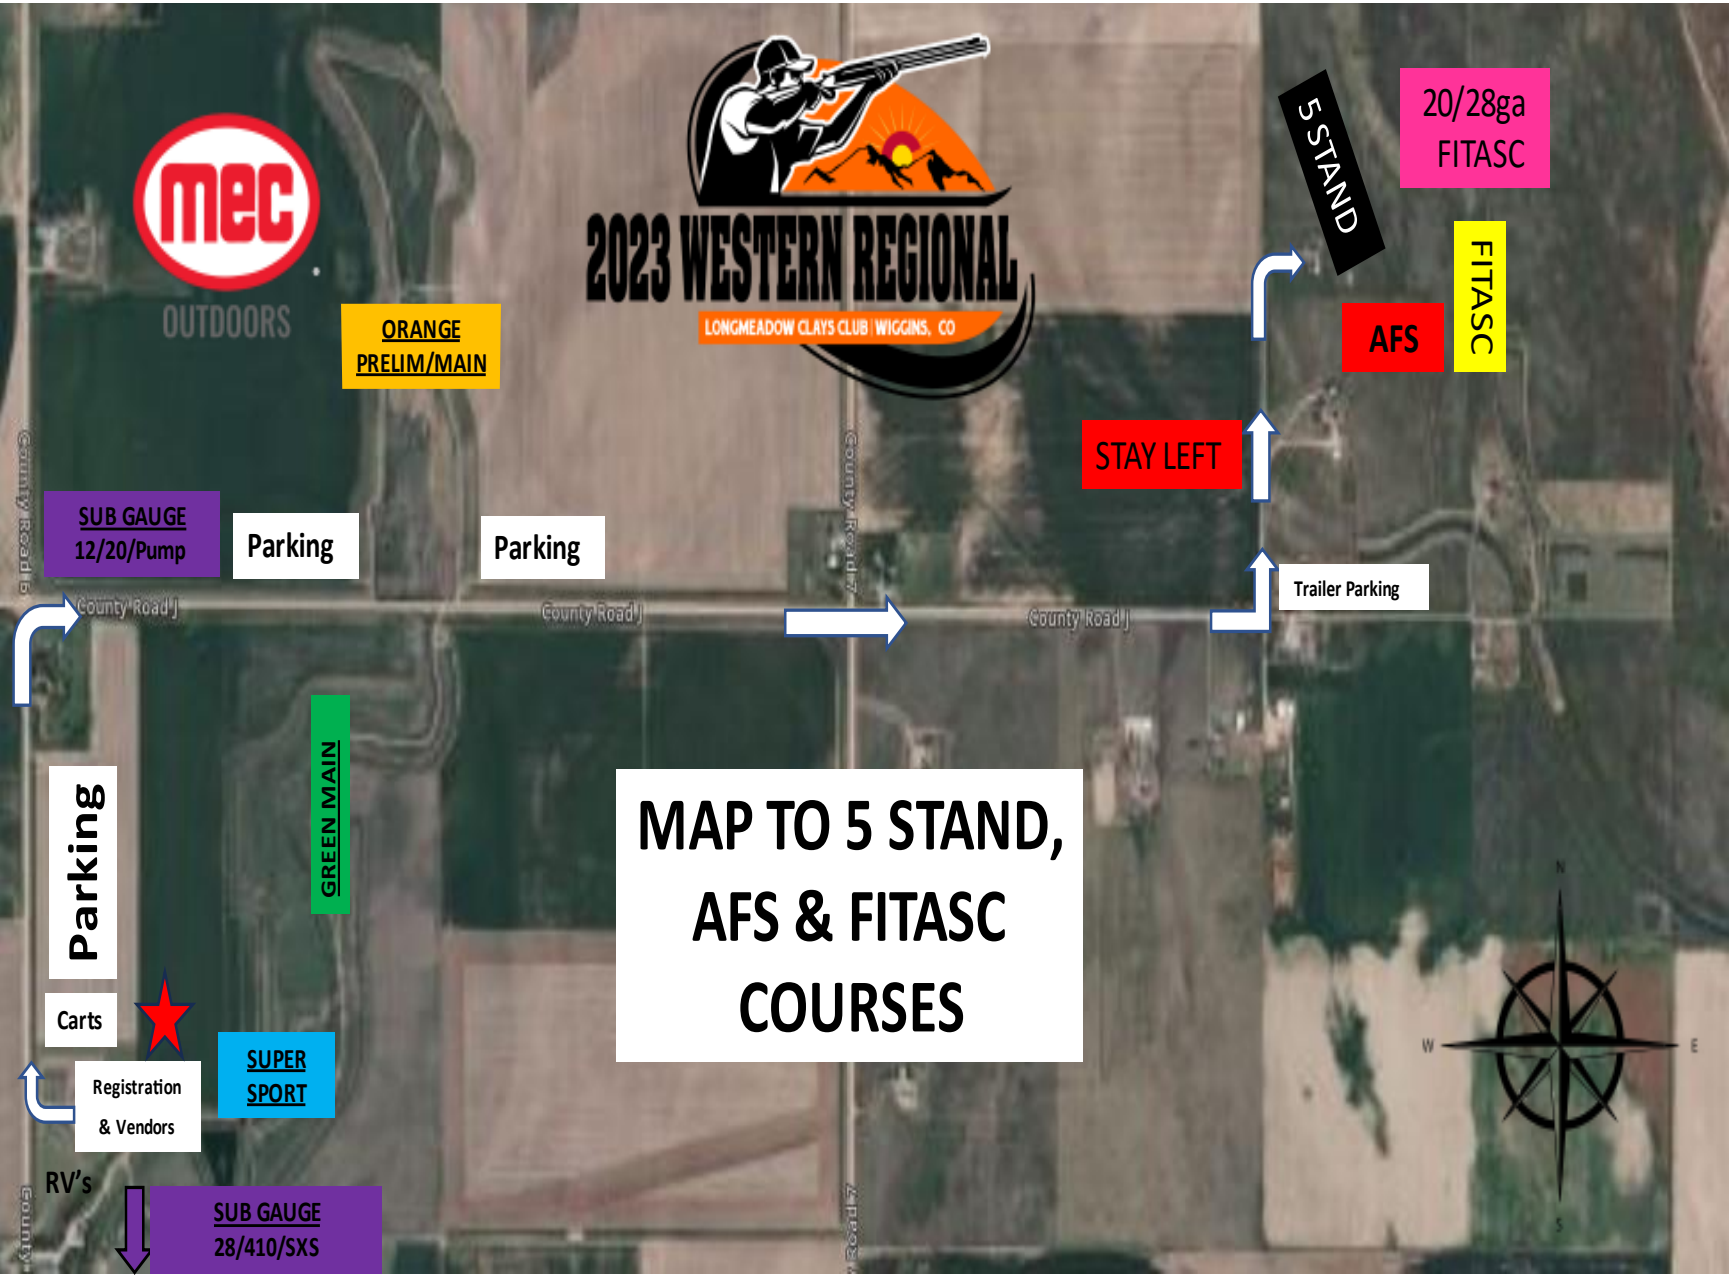 mec
OUTDOORS
2023 WESTERN REGIONAL
LONGMEADOW CLAYS CLUB | WIGGINS, CO
5 STAND
20/28ga
FITASC
FITASC
AFS
ORANGE
PRELIM/MAIN
STAY LEFT
County Road 6
County Road 7
SUB GAUGE
12/20/Pump
Parking
Parking
Trailer Parking
County Road J
County Road J
County Road J
GREEN MAIN
Parking
MAP TO 5 STAND,
AFS & FITASC
COURSES
N
W
E
S
Carts
SUPER
SPORT
Registration
& Vendors
RV's
SUB GAUGE
28/410/SXS
County
Road 7